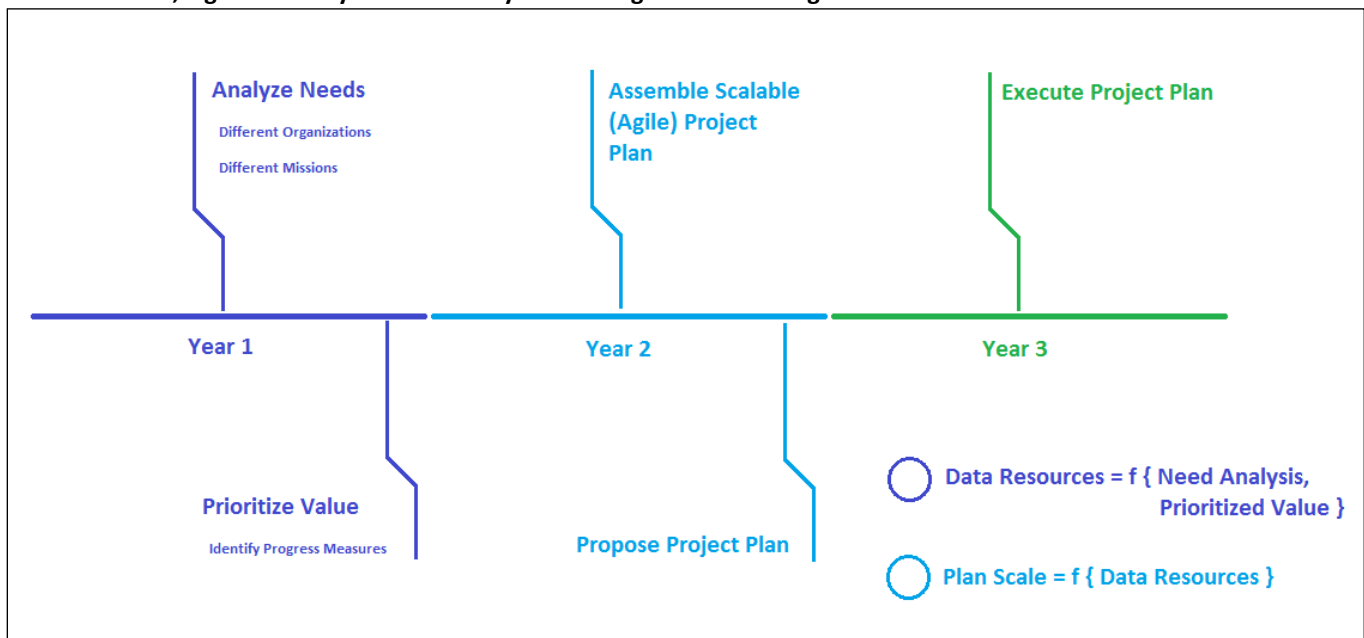 Analyze Needs
Different Organizations
Different Missions
Assemble Scalable
(Agile) Project
Plan
Execute Project Plan
Year 1
Year 2
Year 3
Prioritize Value
Identify Progress Measures
Propose Project Plan
Data Resources = f { Need Analysis,
Prioritized Value }
Plan Scale = f { Data Resources }